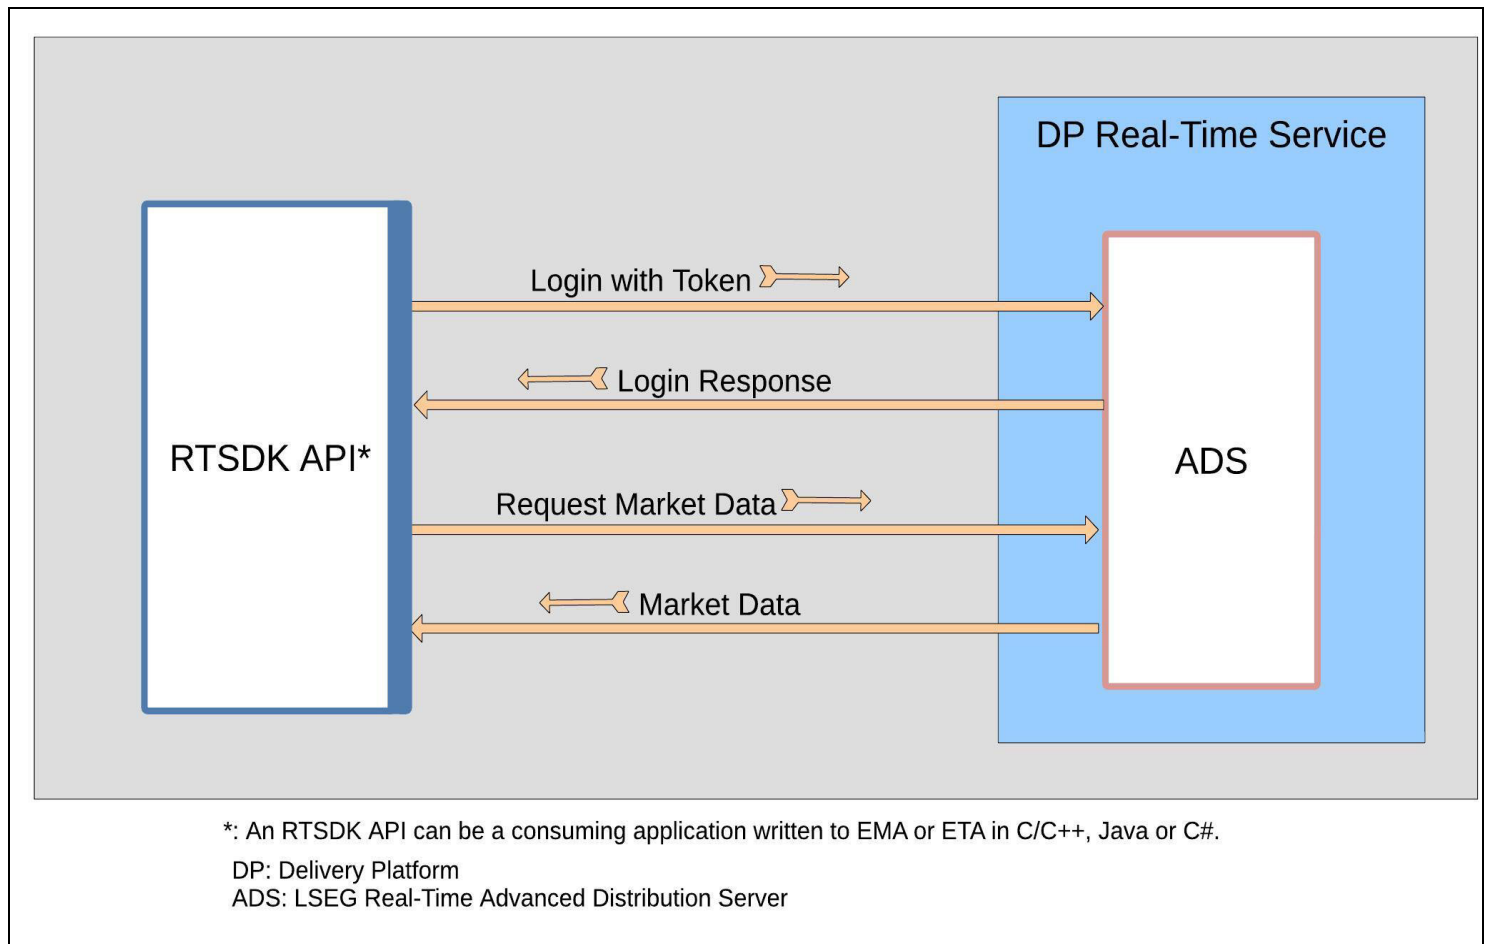 DP Real-Time Service
Login with Token
Login Response
RTSDK API*
ADS
Request Market Data
Market Data
*: An RTSDK API can be a consuming application written to EMA or ETA in C/C++, Java or C#.
DP: Delivery Platform
ADS: LSEG Real-Time Advanced Distribution Server